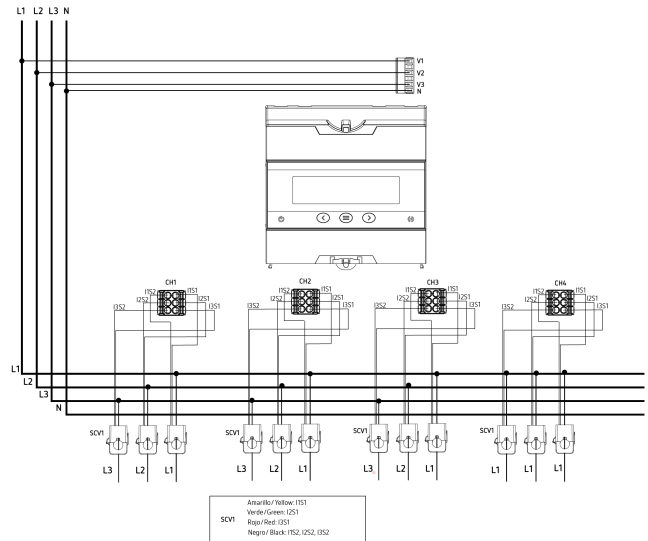 L1 L2 L3 N
V1
V2
V3
N
CH1
I1S2 I1S1
I2S2 I2S1
I3S2 I3S1
CH2
I1S2 I1S1
I2S2 I2S1
I3S2 I3S1
CH3
I1S2 I1S1
I2S2 I2S1
I3S2 I3S1
CH4
I1S2 I1S1
I2S2 I2S1
I3S2 I3S1
L1
L2
L3
N
SCV1 SCV1 SCV1 SCV1
L3 L2 L1 L3 L2 L1 L3 L2 L1 L1 L1 L1
SCV1
Amarillo/Yellow: I1S1
Verde/Green: I2S1
Rojo/Red: I3S1
Negro/Black: I1S2, I2S2, I3S2